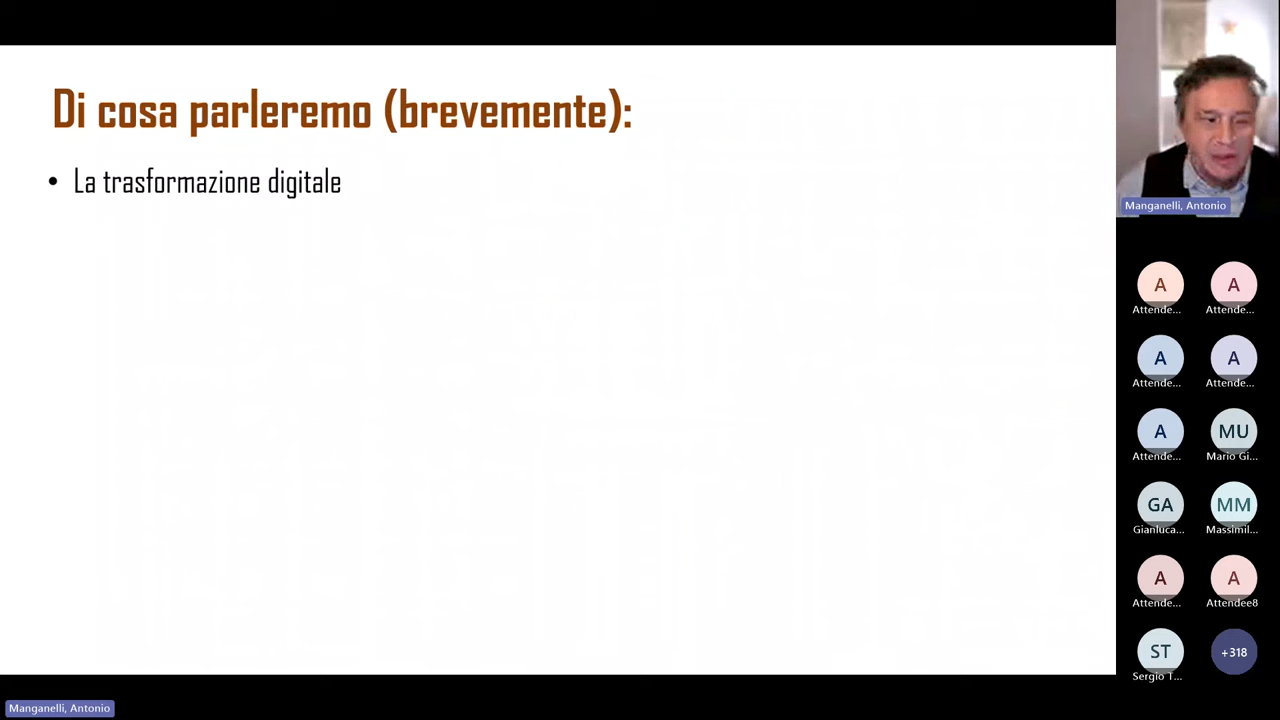 Di cosa parleremo (brevemente):
• La trasformazione digitale
Manganelli, Antonio
A A
Attende... Attende...
A A
Attende... Attende...
A MU
Attende... Mario Gi...
GA MM
Gianluca... Massimil...
A A
Attende... Attendee8
ST +318
Sergio T...
Manganelli, Antonio